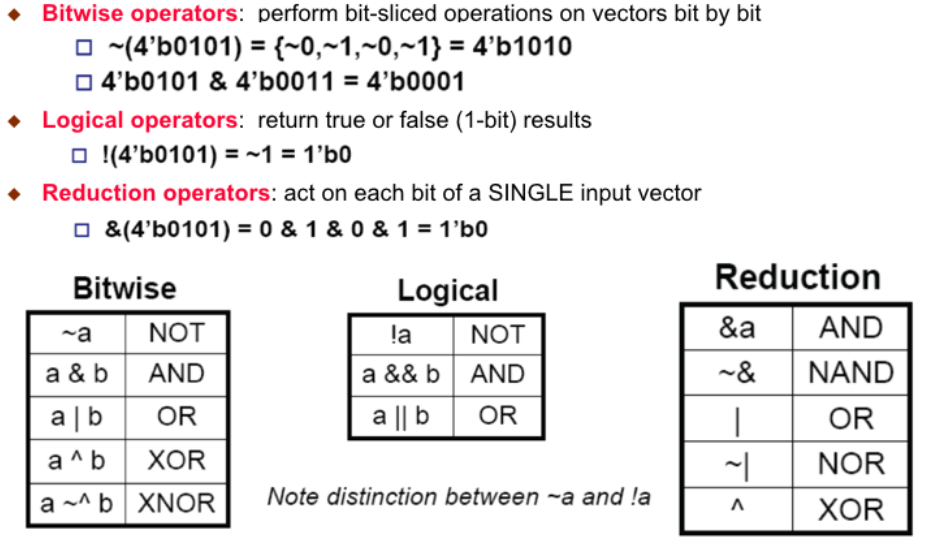 Bitwise operators: perform bit-sliced operations on vectors bit by bit
~(4'b0101) = {~0,~1,~0,~1} = 4'b1010
4'b0101 & 4'b0011 = 4'b0001
Logical operators: return true or false (1-bit) results
!(4'b0101) = ~1 = 1'b0
Reduction operators: act on each bit of a SINGLE input vector
&(4'b0101) = 0 & 1 & 0 & 1 = 1'b0
Bitwise
~a NOT
a & b AND
a | b OR
a ^ b XOR
a ~^ b XNOR
Logical
!a NOT
a && b AND
a || b OR
Note distinction between ~a and !a
Reduction
&a AND
~& NAND
| OR
~| NOR
^ XOR